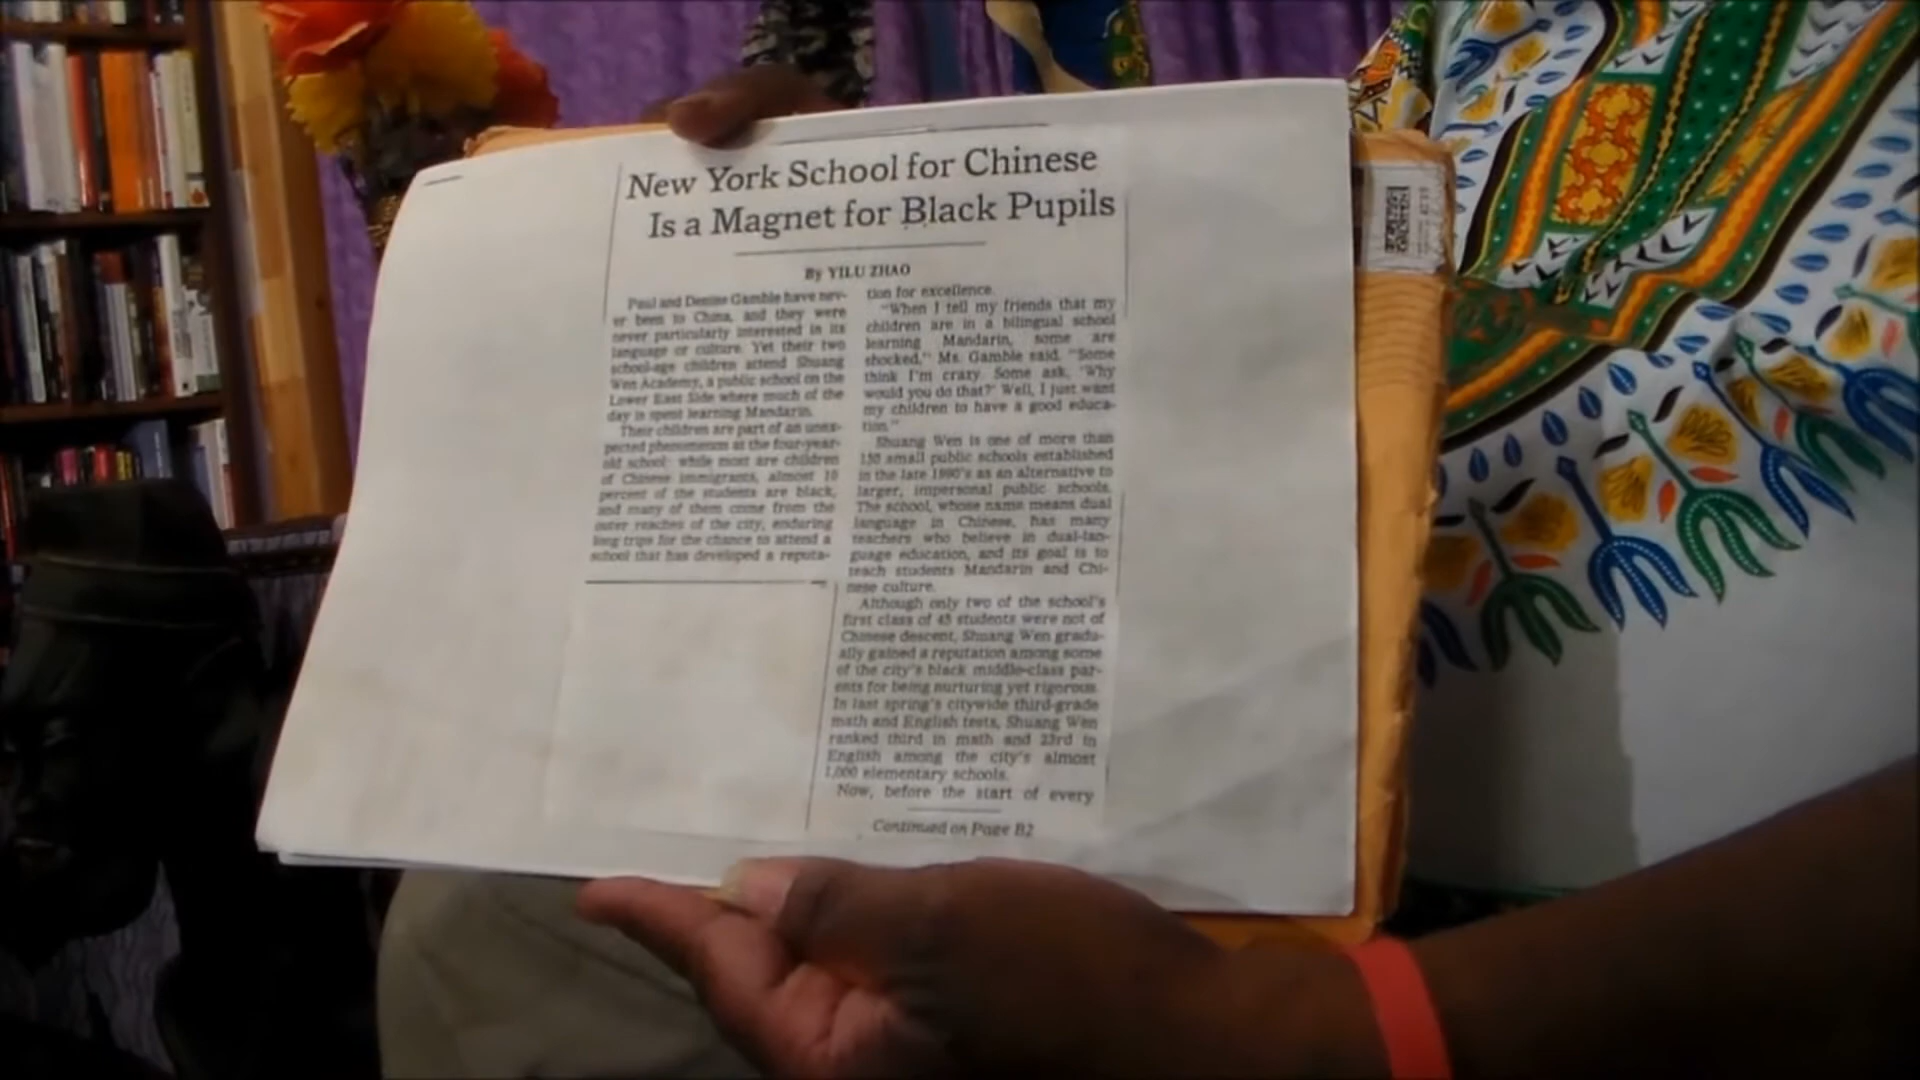 New York School for Chinese
Is a Magnet for Black Pupils
By YILU ZHAO
Paul and Denise Gamble have nev-
er been to China, and they were
never particularly interested in its
language or culture. Yet their two
school-age children attend Shuang
Wen Academy, a public school on the
Lower East Side where much of the
day is spent learning Mandarin.
Their children are part of an unex-
pected phenomenon at the four-year-
old school: while most are children
of Chinese immigrants, almost 10
percent of the students are black,
and many of them come from the
outer reaches of the city, enduring
long trips for the chance to attend a
school that has developed a reputa-
tion for excellence.
"When I tell my friends that my
children are in a bilingual school
learning Mandarin, some are
shocked," Ms. Gamble said. "Some
think I'm crazy. Some ask, 'Why
would you do that?' Well, I just want
my children to have a good educa-
tion."
Shuang Wen is one of more than
150 small public schools established
in the late 1990's as an alternative to
larger, impersonal public schools.
The school, whose name means dual
language in Chinese, has many
teachers who believe in dual-lan-
guage education, and its goal is to
teach students Mandarin and Chi-
nese culture.
Although only two of the school's
first class of 45 students were not of
Chinese descent, Shuang Wen gradu-
ally gained a reputation among some
of the city's black middle-class par-
ents for being nurturing yet rigorous.
In last spring's citywide third-grade
math and English tests, Shuang Wen
ranked third in math and 23rd in
English among the city's almost
1,000 elementary schools.
Now, before the start of every
Continued on Page B2